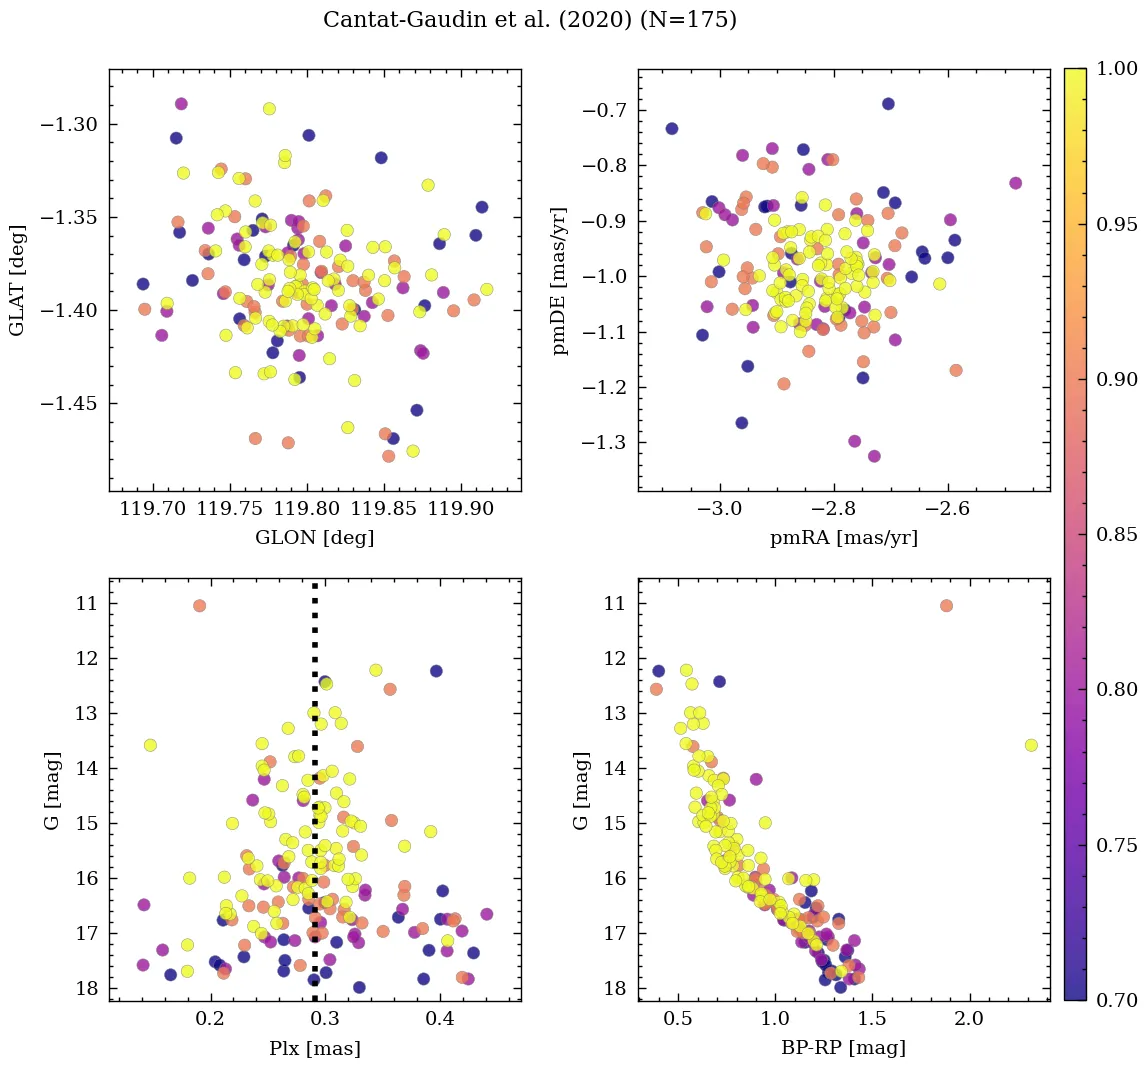 Cantat-Gaudin et al. (2020) (N=175)
−1.30
−1.35
−1.40
−1.45
GLAT [deg]
119.70 119.75 119.80 119.85 119.90
GLON [deg]
−0.7
−0.8
−0.9
−1.0
−1.1
−1.2
−1.3
pmDE [mas/yr]
−3.0 −2.8 −2.6
pmRA [mas/yr]
11
12
13
14
15
16
17
18
G [mag]
0.2 0.3 0.4
Plx [mas]
11
12
13
14
15
16
17
18
G [mag]
0.5 1.0 1.5 2.0
BP-RP [mag]
1.00
0.95
0.90
0.85
0.80
0.75
0.70